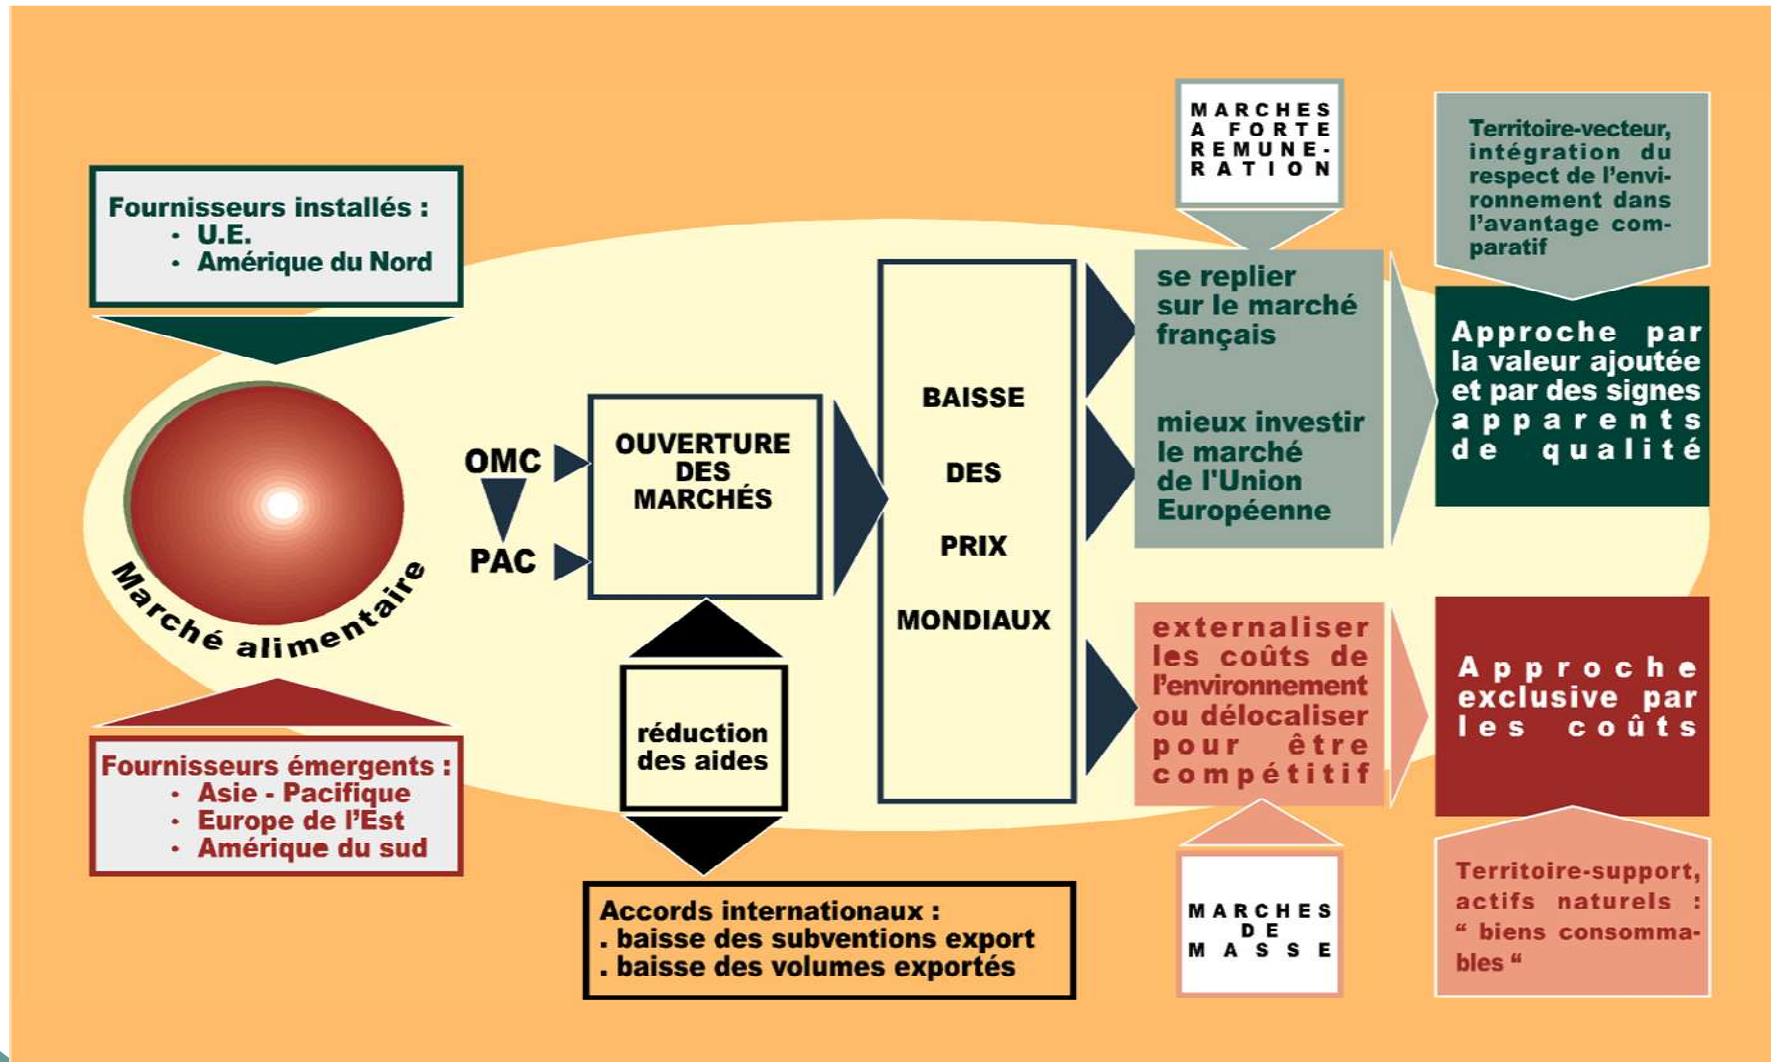 Fournisseurs installés :
· U.E.
· Amérique du Nord
Marché alimentaire
Fournisseurs émergents :
· Asie - Pacifique
· Europe de l'Est
· Amérique du sud
OMC
PAC
OUVERTURE
DES
MARCHÉS
réduction
des aides
Accords internationaux :
. baisse des subventions export
. baisse des volumes exportés
BAISSE
DES
PRIX
MONDIAUX
MARCHES
A FORTE
REMUNE-
RATION
se replier
sur le marché
français
mieux investir
le marché
de l'Union
Européenne
externaliser
les coûts de
l'environnement
ou délocaliser
pour être
compétitif
MARCHES
DE
MASSE
Territoire-vecteur,
intégration du
respect de l'envi-
ronnement dans
l'avantage com-
paratif
Approche par
la valeur ajoutée
et par des signes
apparents
de qualité
Approche
exclusive par
les coûts
Territoire-support,
actifs naturels :
“ biens consomma-
bles “